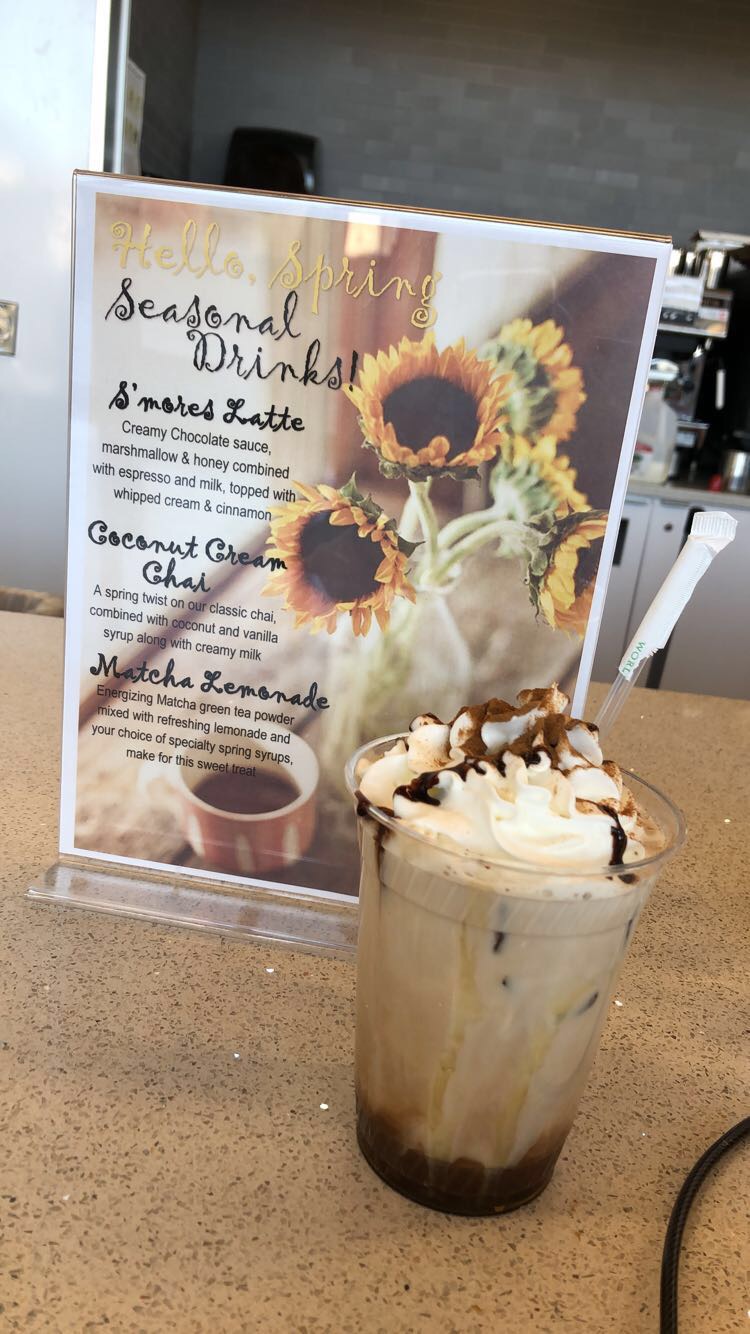 Hello, Spring
Seasonal
Drinks!
S'mores Latte
Creamy Chocolate sauce,
marshmallow & honey combined
with espresso and milk, topped with
whipped cream & cinnamon
Coconut Cream
Chai
A spring twist on our classic chai,
combined with coconut and vanilla
syrup along with creamy milk
Matcha Lemonade
Energizing Matcha green tea powder
mixed with refreshing lemonade and
your choice of specialty spring syrups,
make for this sweet treat
WORL